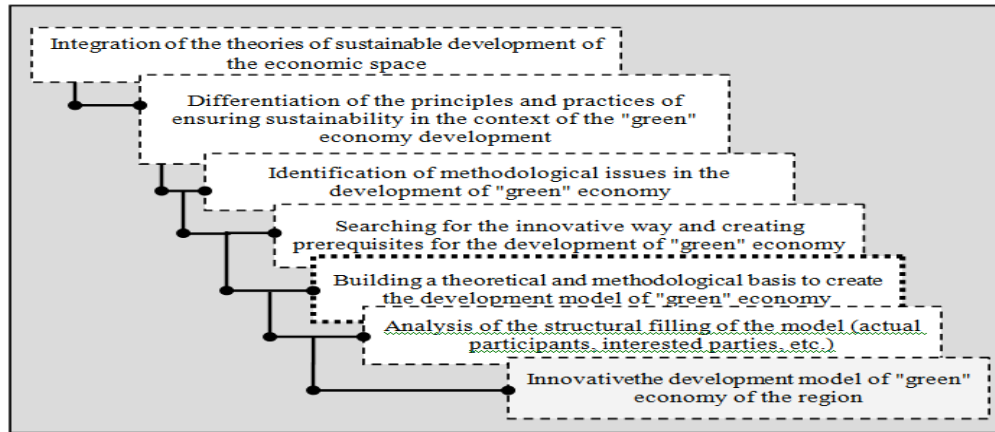 Integration of the theories of sustainable development of
the economic space
Differentiation of the principles and practices of
ensuring sustainability in the context of the "green"
economy development
Identification of methodological issues in the
development of "green" economy
Searching for the innovative way and creating
prerequisites for the development of "green" economy
Building a theoretical and methodological basis to create
the development model of "green" economy
Analysis of the structural filling of the model (actual
participants, interested parties, etc.)
Innovativethe development model of "green"
economy of the region